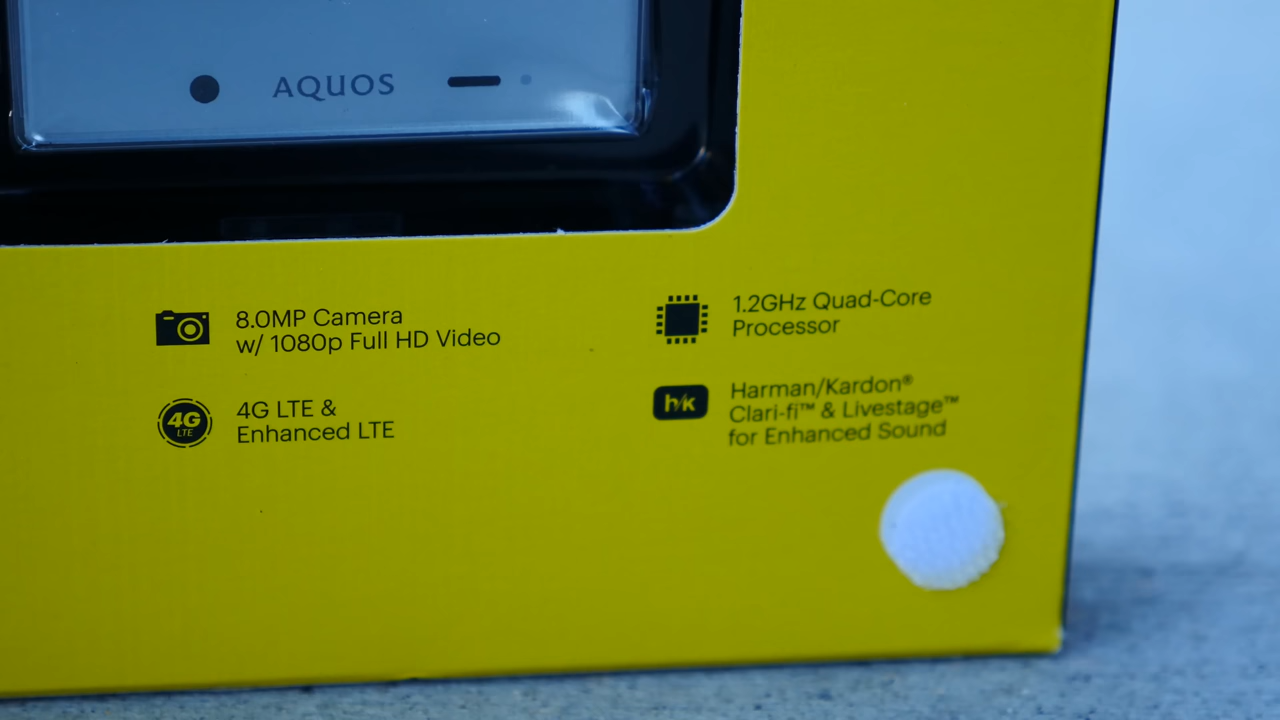 AQUOS
8.0MP Camera
w/ 1080p Full HD Video
4G
LTE
4G LTE &
Enhanced LTE
1.2GHz Quad-Core
Processor
h/k
Harman/Kardon®
Clari-fi™ & Livestage™
for Enhanced Sound